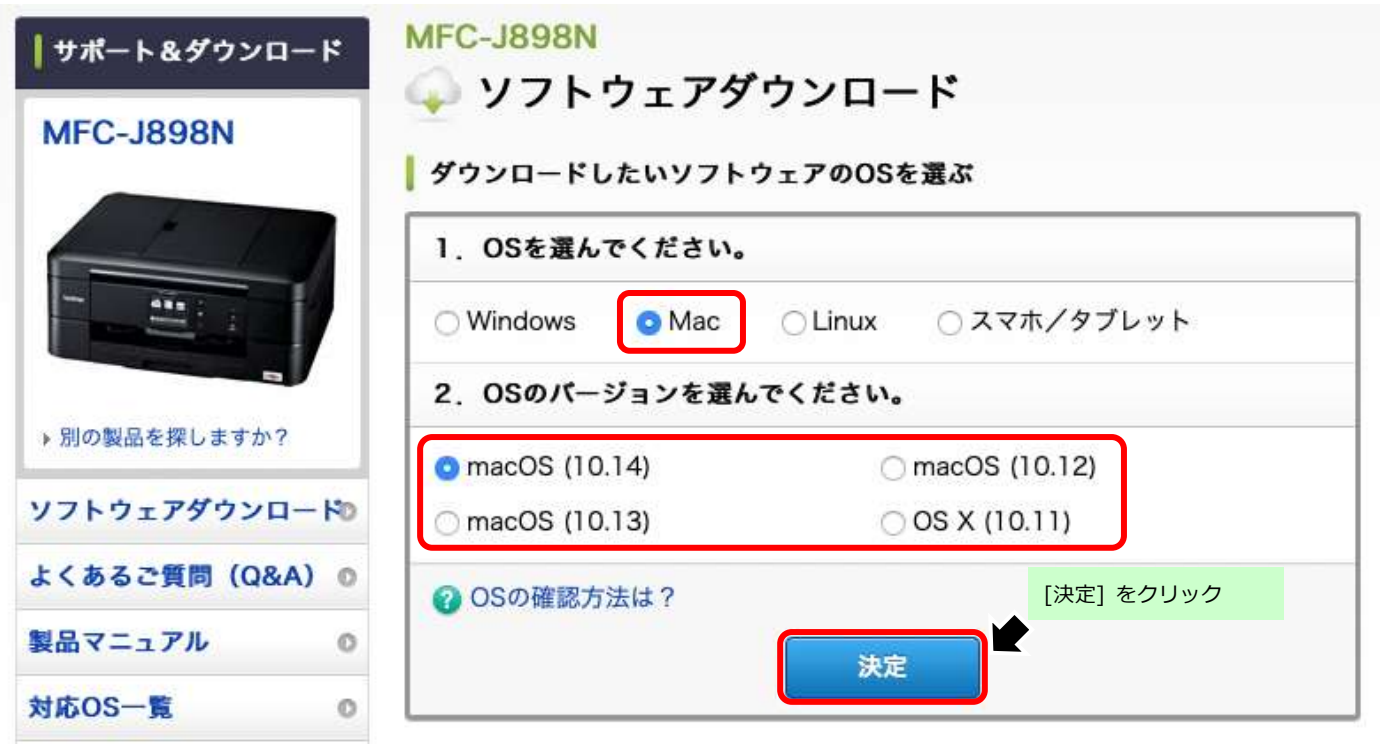 サポート＆ダウンロード
MFC-J898N
別の製品を探しますか？
ソフトウェアダウンロード
よくあるご質問（Q&A）
製品マニュアル
対応OS一覧
MFC-J898N
ソフトウェアダウンロード
ダウンロードしたいソフトウェアのOSを選ぶ
1．OSを選んでください。
Windows Mac Linux スマホ／タブレット
2．OSのバージョンを選んでください。
macOS (10.14) macOS (10.12)
macOS (10.13) OS X (10.11)
OSの確認方法は？
[決定] をクリック
決定